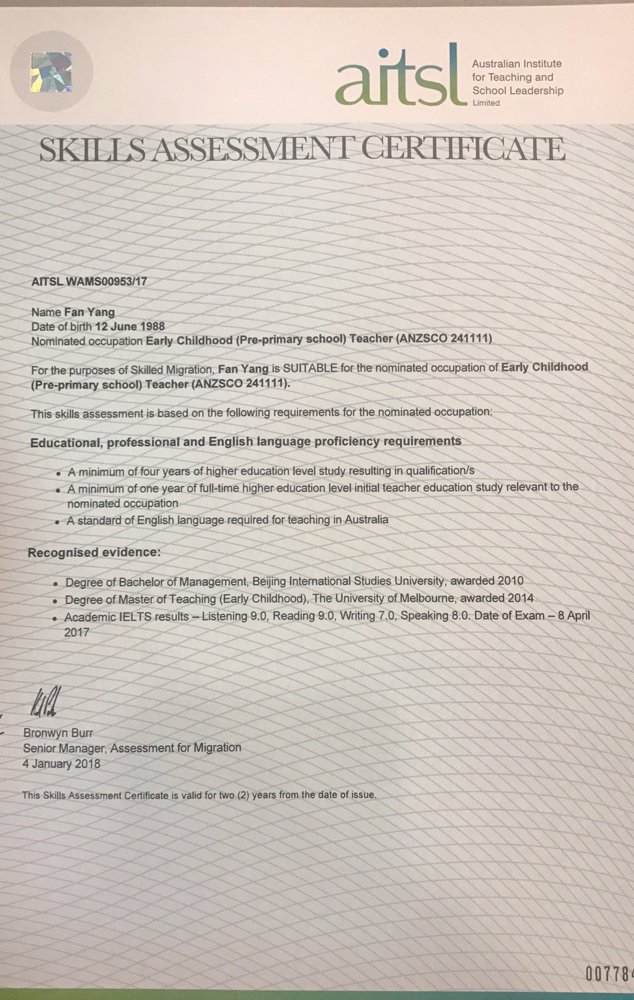 aitsl
Australian Institute
for Teaching and
School Leadership
Limited
SKILLS ASSESSMENT CERTIFICATE
AITSL WAMS00953/17
Name Fan Yang
Date of birth 12 June 1988
Nominated occupation Early Childhood (Pre-primary school) Teacher (ANZSCO 241111)
For the purposes of Skilled Migration, Fan Yang is SUITABLE for the nominated occupation of Early Childhood
(Pre-primary school) Teacher (ANZSCO 241111).
This skills assessment is based on the following requirements for the nominated occupation:
Educational, professional and English language proficiency requirements
• A minimum of four years of higher education level study resulting in qualification/s
• A minimum of one year of full-time higher education level initial teacher education study relevant to the
nominated occupation
• A standard of English language required for teaching in Australia
Recognised evidence:
• Degree of Bachelor of Management, Beijing International Studies University, awarded 2010
• Degree of Master of Teaching (Early Childhood), The University of Melbourne, awarded 2014
• Academic IELTS results – Listening 9.0, Reading 9.0, Writing 7.0, Speaking 8.0. Date of Exam – 8 April
2017
Bronwyn Burr
Senior Manager, Assessment for Migration
4 January 2018
This Skills Assessment Certificate is valid for two (2) years from the date of issue.
00778